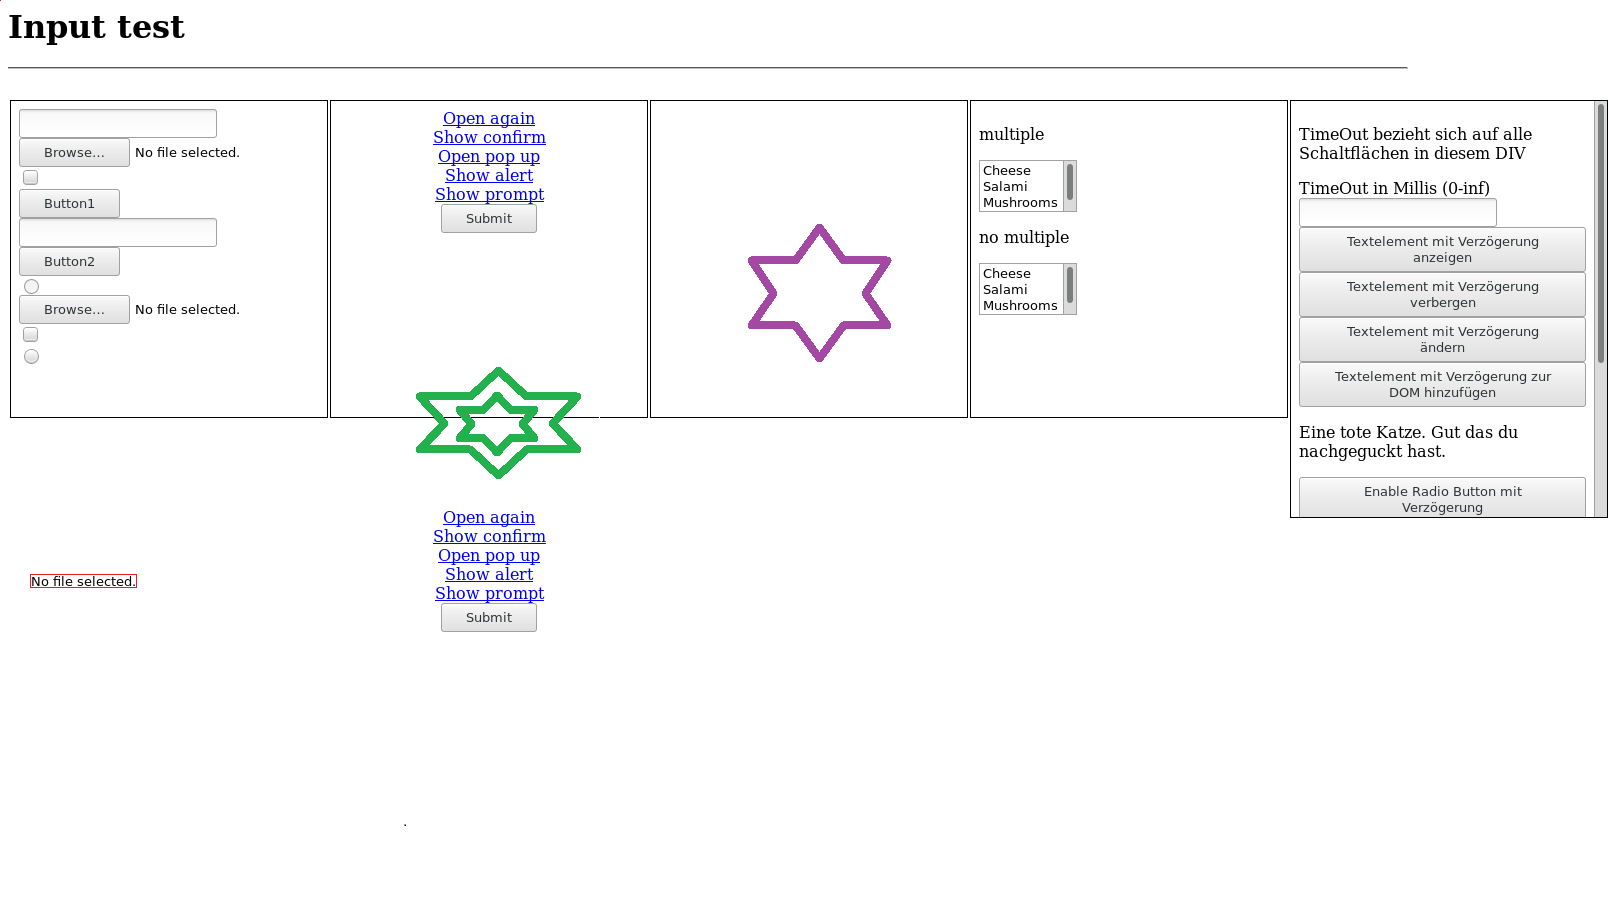 Input test
Browse...
No file selected.
Button1
Button2
Browse...
No file selected.
Open again
Show confirm
Open pop up
Show alert
Show prompt
Submit
multiple
Cheese
Salami
Mushrooms
no multiple
Cheese
Salami
Mushrooms
TimeOut bezieht sich auf alle
Schaltflächen in diesem DIV
TimeOut in Millis (0-inf)
Textelement mit Verzögerung
anzeigen
Textelement mit Verzögerung
verbergen
Textelement mit Verzögerung
ändern
Textelement mit Verzögerung zur
DOM hinzufügen
Eine tote Katze. Gut das du
nachgeguckt hast.
Enable Radio Button mit
Verzögerung
Open again
Show confirm
Open pop up
Show alert
Show prompt
Submit
No file selected.
.